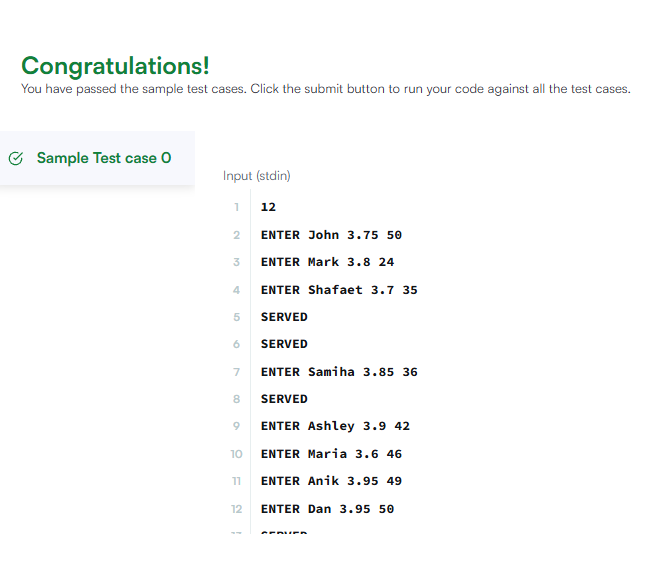 Congratulations!
You have passed the sample test cases. Click the submit button to run your code against all the test cases.
Sample Test case 0
Input (stdin)
1 12
2 ENTER John 3.75 50
3 ENTER Mark 3.8 24
4 ENTER Shafaet 3.7 35
5 SERVED
6 SERVED
7 ENTER Samiha 3.85 36
8 SERVED
9 ENTER Ashley 3.9 42
10 ENTER Maria 3.6 46
11 ENTER Anik 3.95 49
12 ENTER Dan 3.95 50
13 SERVED